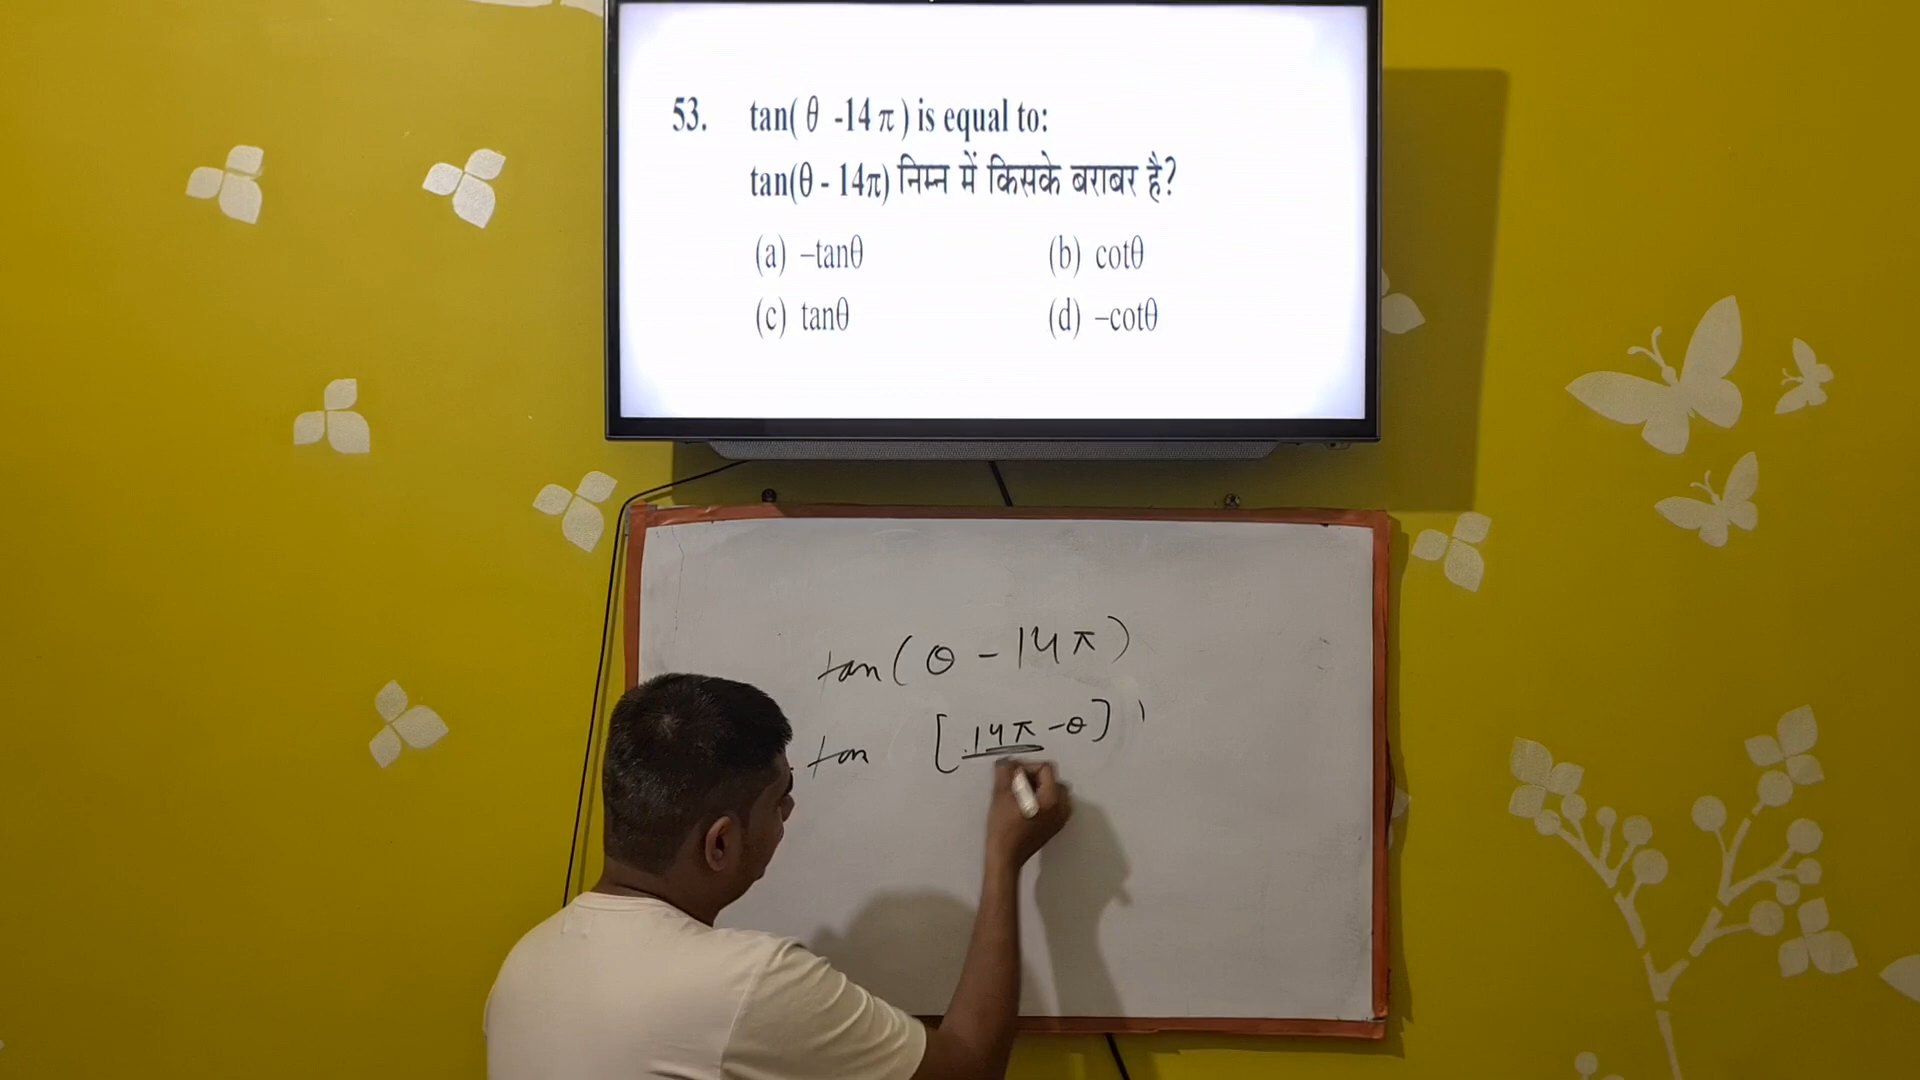 53. tan( θ -14 π ) is equal to:
tan(θ - 14π) निम्न में किसके बराबर है?
(a) –tanθ (b) cotθ
(c) tanθ (d) –cotθ
tan( θ - 14π )
tan [14π - θ]